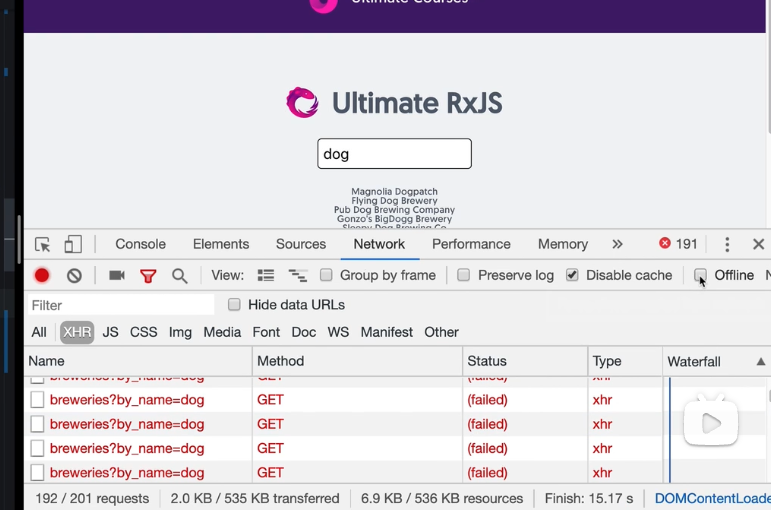 Ultimate Courses
Ultimate RxJS
dog
Magnolia Dogpatch
Flying Dog Brewery
Pub Dog Brewing Company
Gonzo's BigDogg Brewery
Sleepy Dog Brewing Co
Console Elements Sources Network Performance Memory » 191
View: Group by frame Preserve log Disable cache Offline N
Filter Hide data URLs
All XHR JS CSS Img Media Font Doc WS Manifest Other
Name Method Status Type Waterfall
breweries?by_name=dog GET (failed) xhr
breweries?by_name=dog GET (failed) xhr
breweries?by_name=dog GET (failed) xhr
breweries?by_name=dog GET (failed) xhr
breweries?by_name=dog GET (failed) xhr
192 / 201 requests 2.0 KB / 535 KB transferred 6.9 KB / 536 KB resources Finish: 15.17 s DOMContentLoade